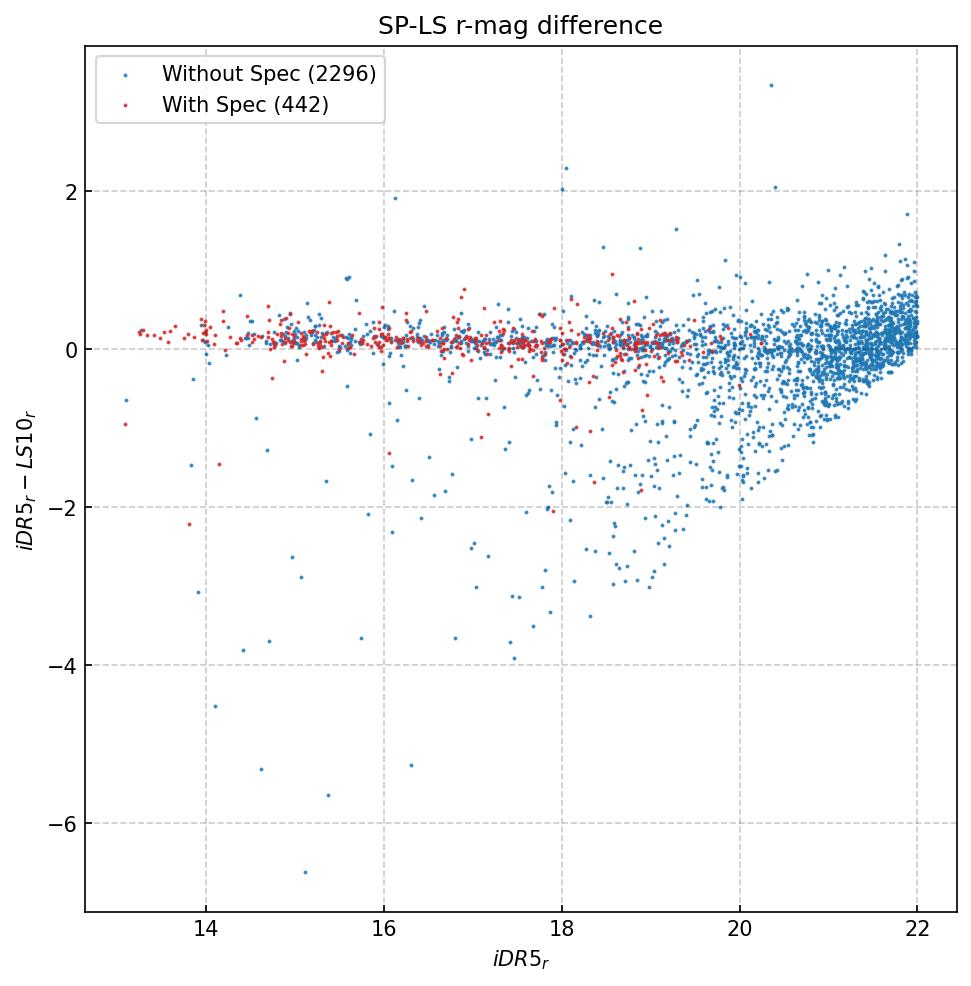 SP-LS r-mag difference
Without Spec (2296)
With Spec (442)
2
0
−2
−4
−6
iDR5r − LS10r
14 16 18 20 22
iDR5r